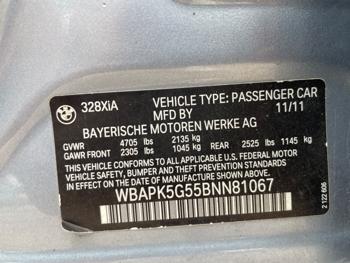 328XiA VEHICLE TYPE: PASSENGER CAR
MFD BY 11/11
BAYERISCHE MOTOREN WERKE AG
GVWR 4705 lbs 2135 kg
GAWR FRONT 2305 lbs 1045 kg REAR 2525 lbs 1145 kg
THIS VEHICLE CONFORMS TO ALL APPLICABLE U.S. FEDERAL MOTOR
VEHICLE SAFETY, BUMPER, AND THEFT PREVENTION STANDARDS
IN EFFECT ON THE DATE OF MANUFACTURE SHOWN ABOVE.
WBAPK5G55BNN81067
2 122 606